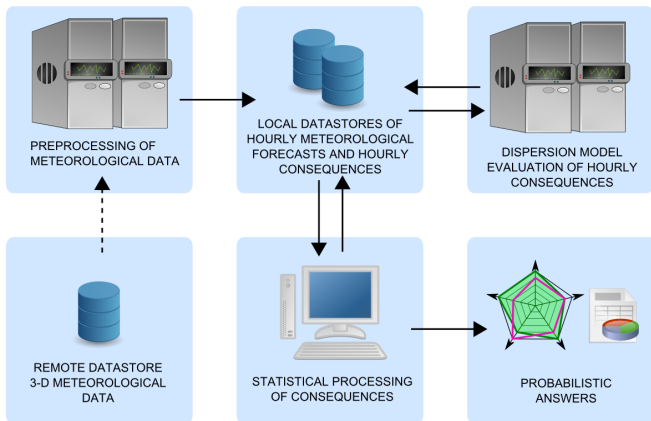 PREPROCESSING OF
METEOROLOGICAL DATA
LOCAL DATASTORES OF
HOURLY METEOROLOGICAL
FORECASTS AND HOURLY
CONSEQUENCES
DISPERSION MODEL
EVALUATION OF HOURLY
CONSEQUENCES
REMOTE DATASTORE
3-D METEOROLOGICAL
DATA
STATISTICAL PROCESSING
OF CONSEQUENCES
PROBABILISTIC
ANSWERS